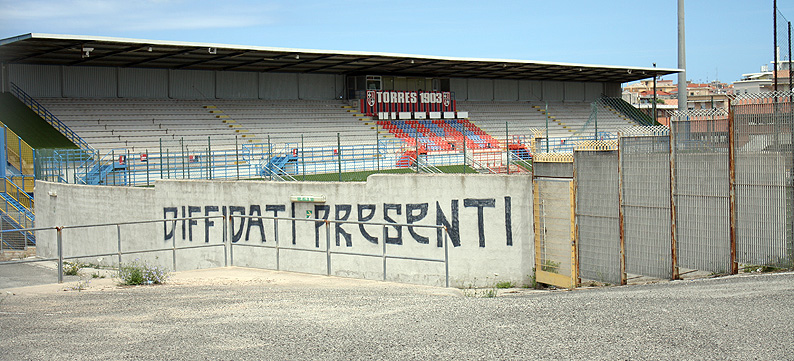 TORRES 1903
DIFFIDATI PRESENTI